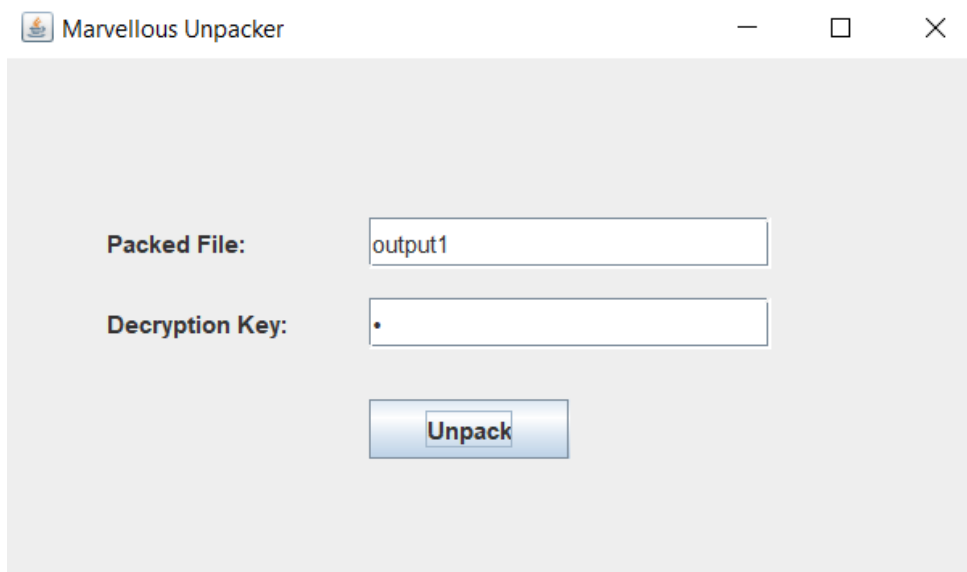 Marvellous Unpacker
Packed File: output1
Decryption Key: •
Unpack